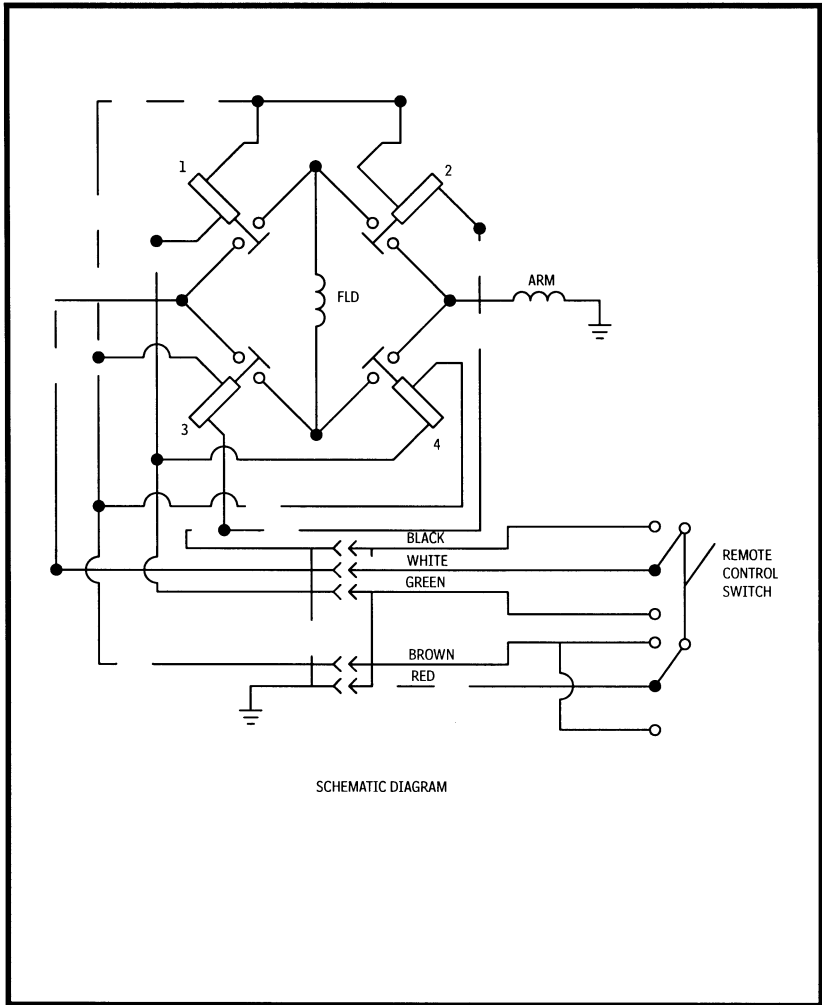 1
2
ARM
FLD
3
4
BLACK
WHITE
GREEN
BROWN
RED
REMOTE
CONTROL
SWITCH
SCHEMATIC DIAGRAM